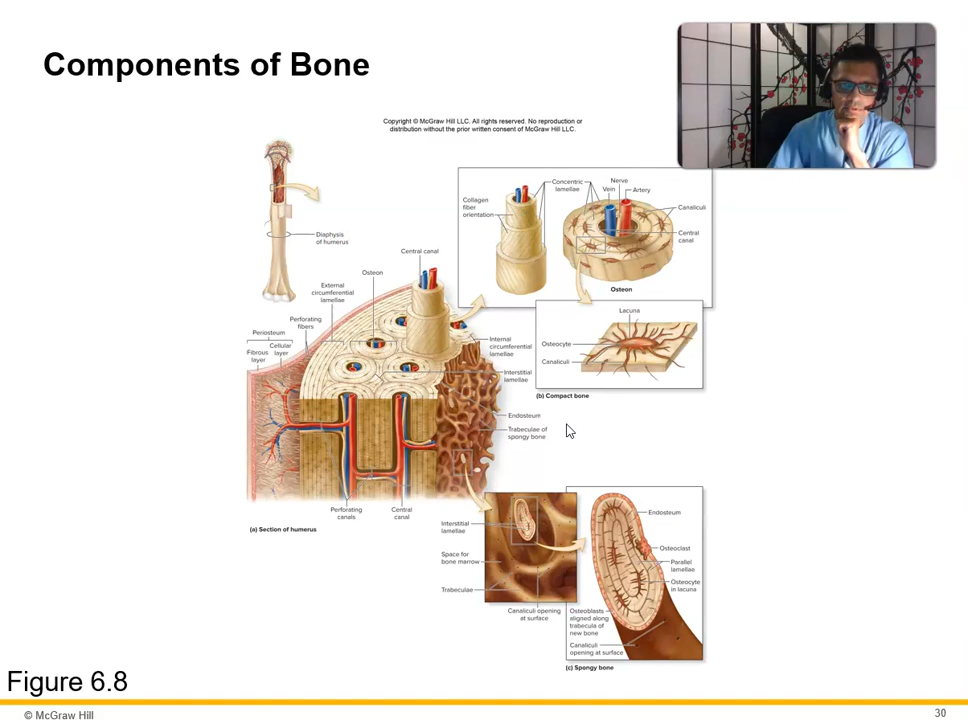 Components of Bone
Copyright © McGraw Hill LLC. All rights reserved. No reproduction or
distribution without the prior written consent of McGraw Hill LLC.
Concentric
lamellae
Nerve
Vein
Artery
Collagen
fiber
orientation
Canaliculi
Central
canal
Osteon
Diaphysis
of humerus
Central canal
Osteon
External
circumferential
lamellae
Perforating
fibers
Periosteum
Cellular
layer
Fibrous
layer
Internal
circumferential
lamellae
Interstitial
lamellae
Lacuna
Osteocyte
Canaliculi
(b) Compact bone
Endosteum
Trabeculae of
spongy bone
Perforating
canals
Central
canal
(a) Section of humerus
Interstitial
lamellae
Space for
bone marrow
Trabeculae
Canaliculi opening
at surface
Endosteum
Osteoclast
Parallel
lamellae
Osteocyte
in lacuna
Osteoblasts
aligned along
trabecula of
new bone
Canaliculi
opening at surface
(c) Spongy bone
Figure 6.8
© McGraw Hill
30